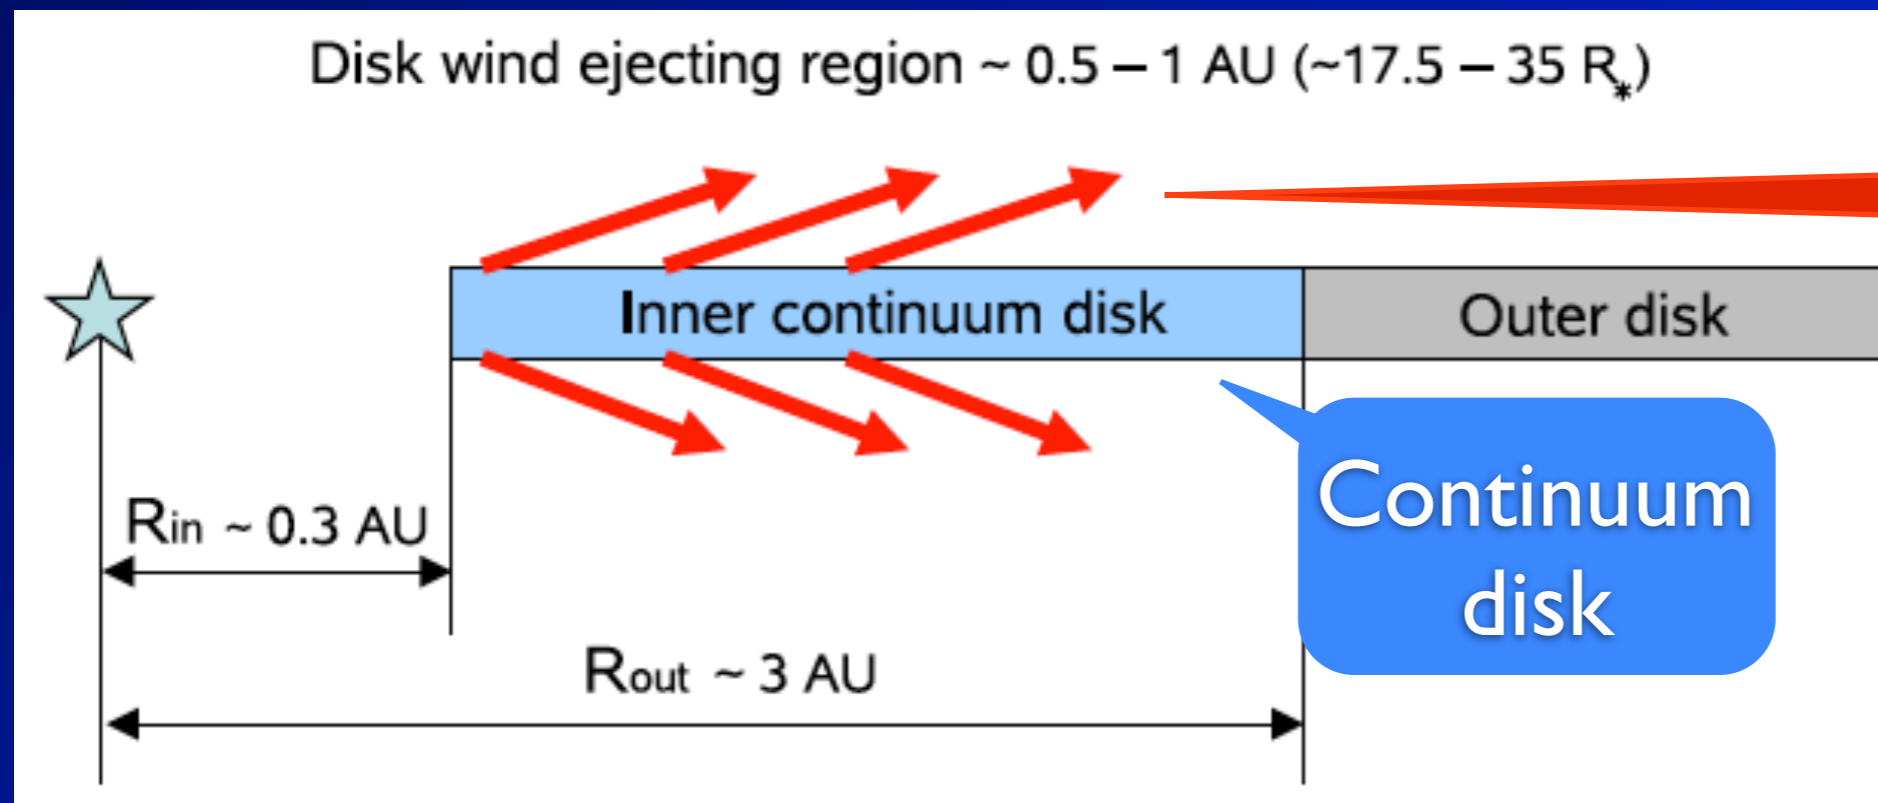 Disk wind ejecting region ~ 0.5 – 1 AU (~17.5 – 35 R*)
Inner continuum disk
Outer disk
Rin ~ 0.3 AU
Continuum
disk
Rout ~ 3 AU